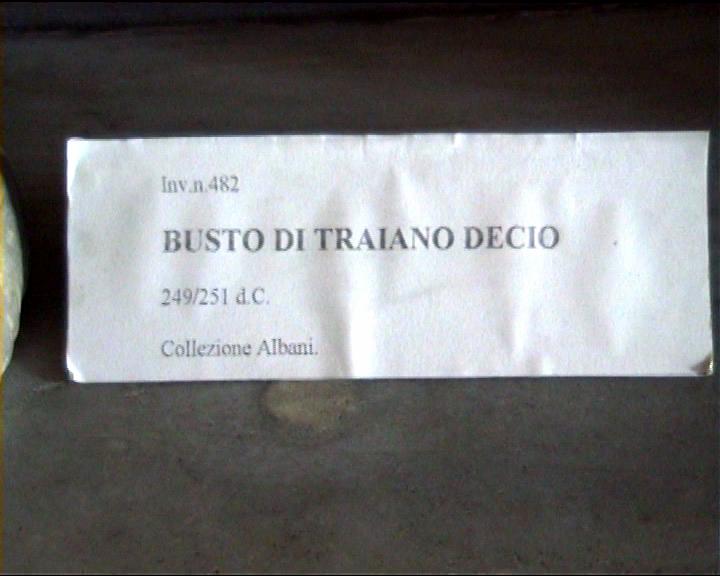 Inv.n.482
BUSTO DI TRAIANO DECIO
249/251 d.C.
Collezione Albani.